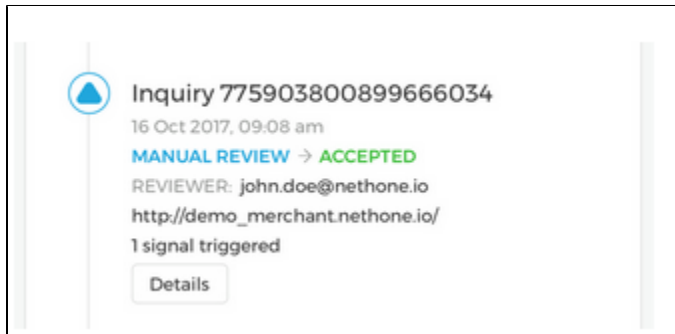 Inquiry 775903800899666034
16 Oct 2017, 09:08 am
MANUAL REVIEW → ACCEPTED
REVIEWER: john.doe@nethone.io
http://demo_merchant.nethone.io/
1 signal triggered
Details